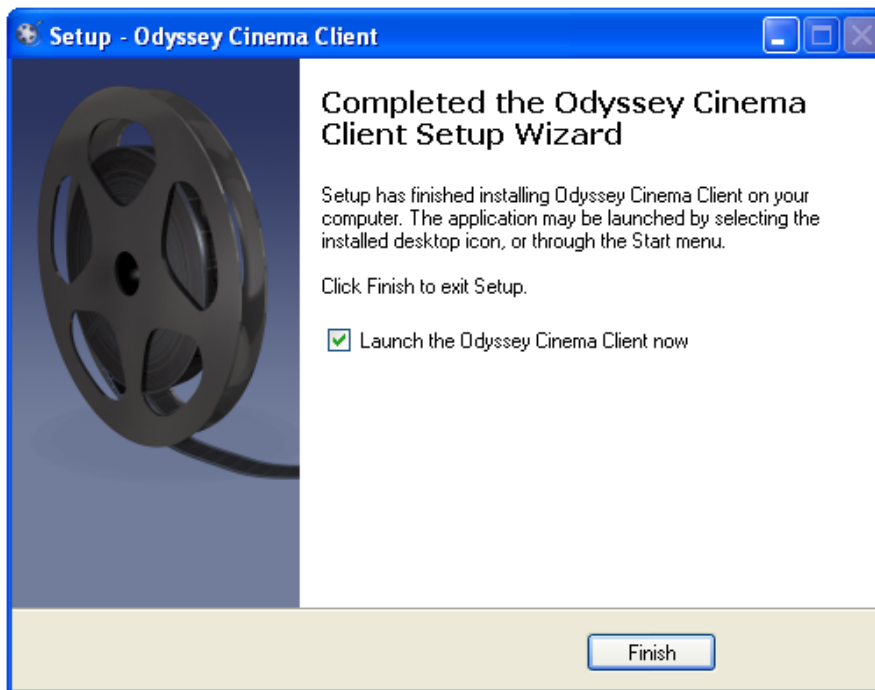 Setup - Odyssey Cinema Client
Completed the Odyssey Cinema
Client Setup Wizard
Setup has finished installing Odyssey Cinema Client on your
computer. The application may be launched by selecting the
installed desktop icon, or through the Start menu.
Click Finish to exit Setup.
Launch the Odyssey Cinema Client now
Finish